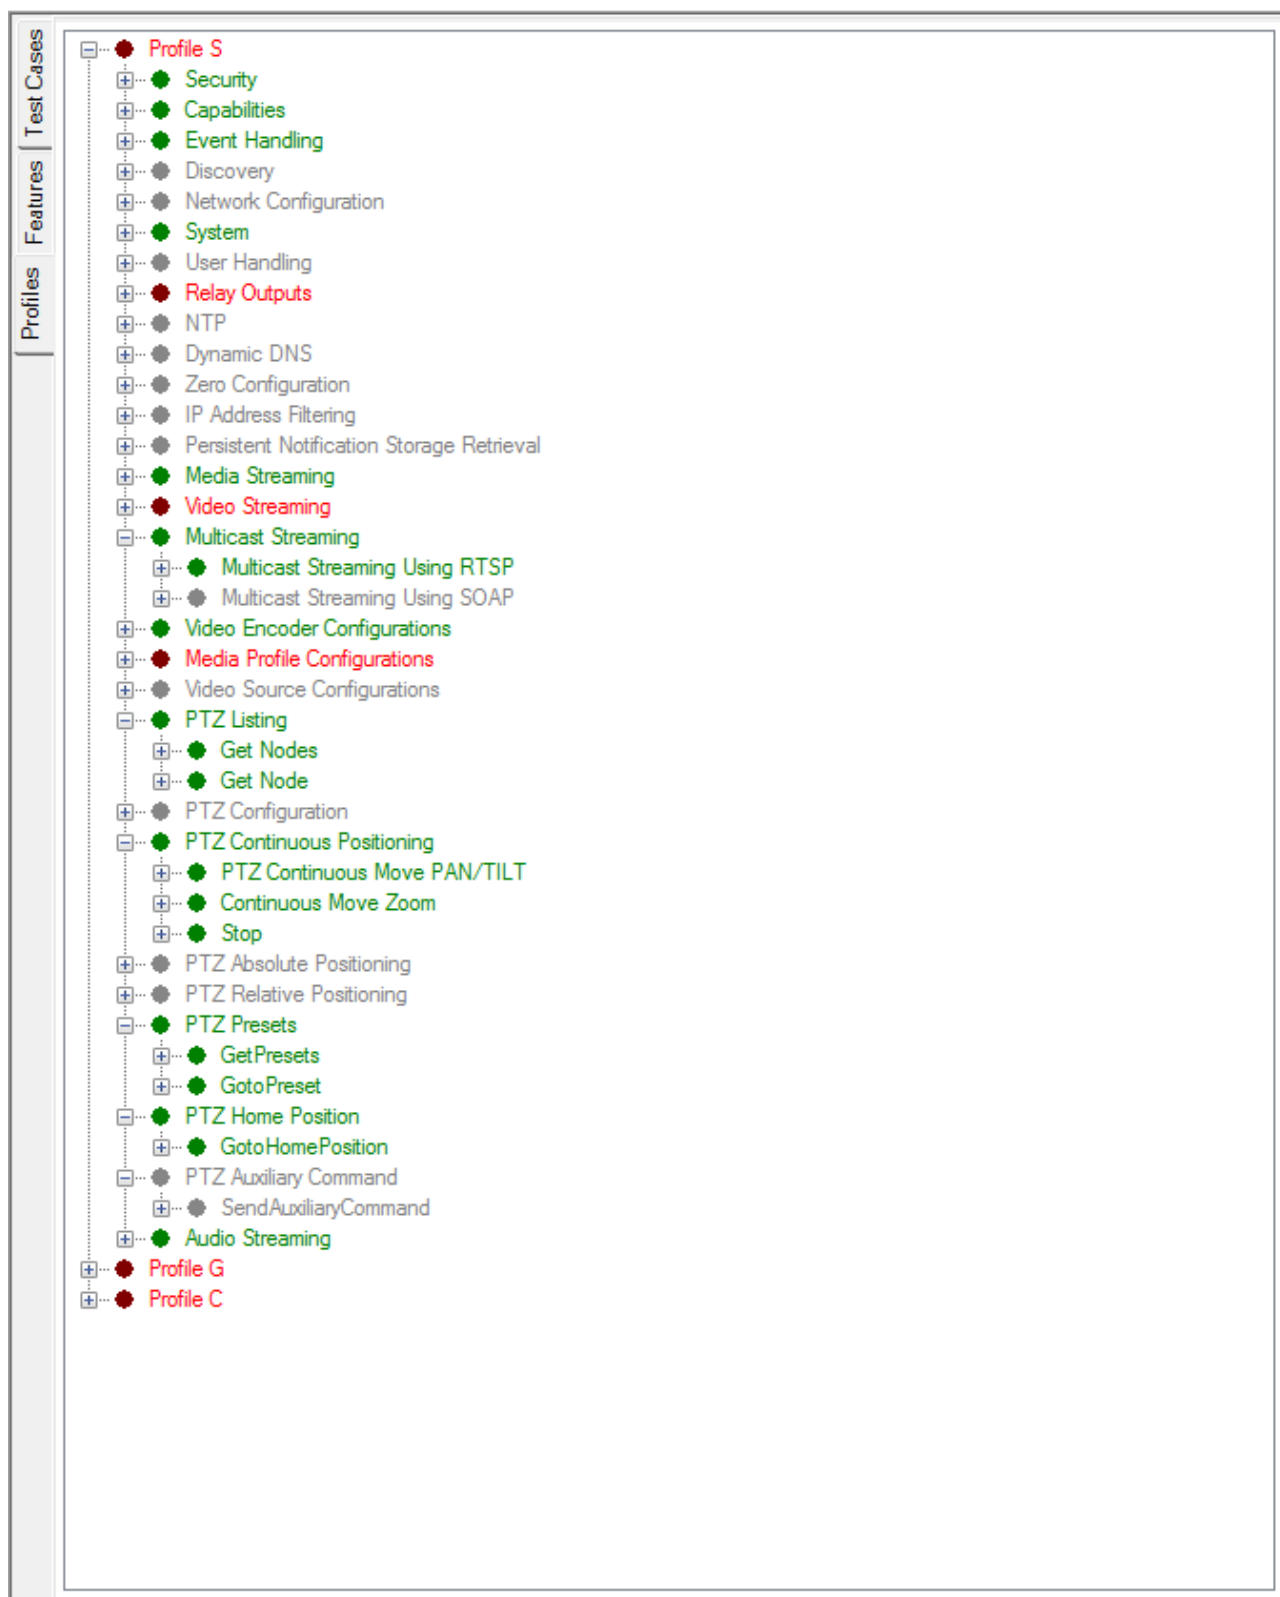 Test Cases
Features
Profiles
Profile S
Security
Capabilities
Event Handling
Discovery
Network Configuration
System
User Handling
Relay Outputs
NTP
Dynamic DNS
Zero Configuration
IP Address Filtering
Persistent Notification Storage Retrieval
Media Streaming
Video Streaming
Multicast Streaming
Multicast Streaming Using RTSP
Multicast Streaming Using SOAP
Video Encoder Configurations
Media Profile Configurations
Video Source Configurations
PTZ Listing
Get Nodes
Get Node
PTZ Configuration
PTZ Continuous Positioning
PTZ Continuous Move PAN/TILT
Continuous Move Zoom
Stop
PTZ Absolute Positioning
PTZ Relative Positioning
PTZ Presets
GetPresets
GotoPreset
PTZ Home Position
GotoHomePosition
PTZ Auxiliary Command
SendAuxiliaryCommand
Audio Streaming
Profile G
Profile C